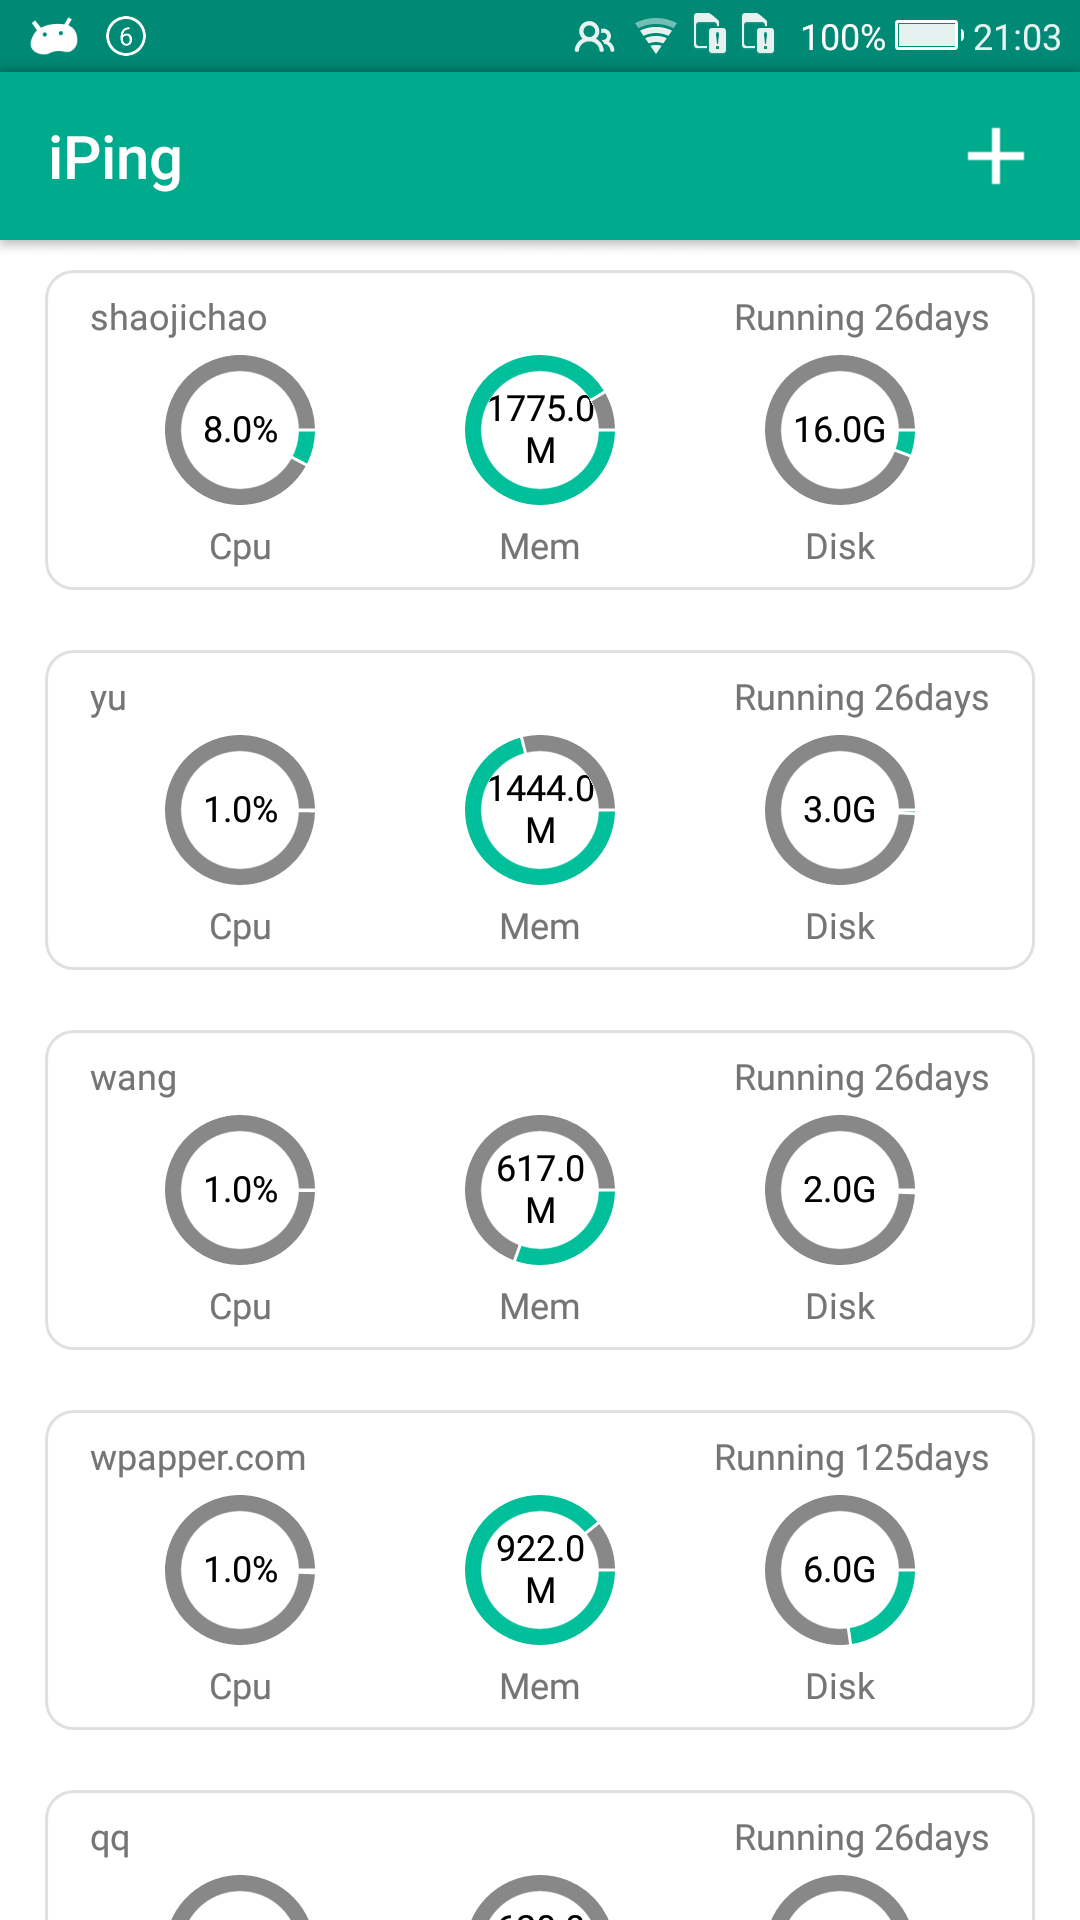 6 100% 21:03
iPing
shaojichao Running 26days
8.0% 1775.0 M 16.0G
Cpu Mem Disk
yu Running 26days
1.0% 1444.0 M 3.0G
Cpu Mem Disk
wang Running 26days
1.0% 617.0 M 2.0G
Cpu Mem Disk
wpapper.com Running 125days
1.0% 922.0 M 6.0G
Cpu Mem Disk
qq Running 26days